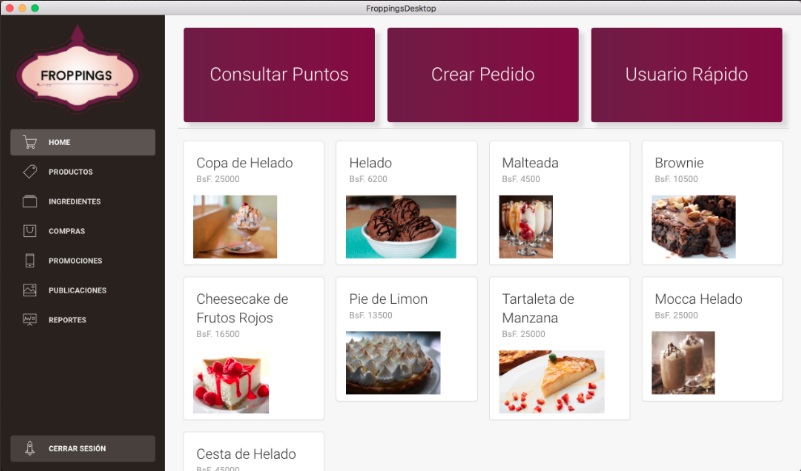 FroppingsDesktop
FROPPINGS
HOME
PRODUCTOS
INGREDIENTES
COMPRAS
PROMOCIONES
PUBLICACIONES
REPORTES
CERRAR SESIÓN
Consultar Puntos
Crear Pedido
Usuario Rápido
Copa de Helado
BsF. 25000
Helado
BsF. 6200
Malteada
BsF. 4500
Brownie
BsF. 10500
Cheesecake de
Frutos Rojos
BsF. 16500
Pie de Limon
BsF. 13500
Tartaleta de
Manzana
BsF. 25000
Mocca Helado
BsF. 25000
Cesta de Helado
BsF. 45000